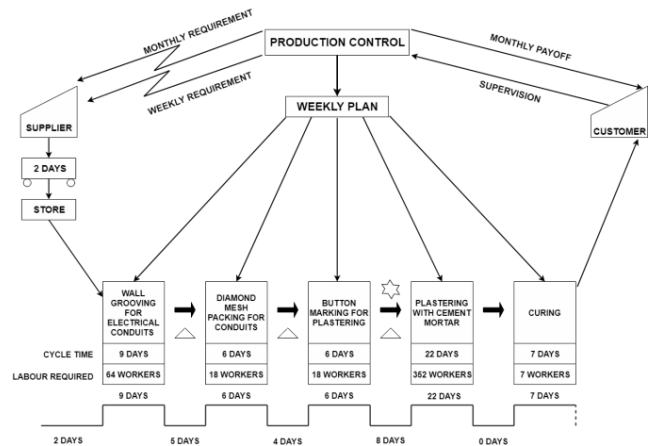 MONTHLY REQUIREMENT
PRODUCTION CONTROL
MONTHLY PAYOFF
WEEKLY REQUIREMENT
SUPERVISION
WEEKLY PLAN
SUPPLIER
CUSTOMER
2 DAYS
STORE
WALL
GROOVING
FOR
ELECTRICAL
CONDUITS
DIAMOND
MESH
PACKING FOR
CONDUITS
BUTTON
MARKING FOR
PLASTERING
PLASTERING
WITH CEMENT
MORTAR
CURING
CYCLE TIME 9 DAYS 6 DAYS 6 DAYS 22 DAYS 7 DAYS
LABOUR REQUIRED 64 WORKERS 18 WORKERS 18 WORKERS 352 WORKERS 7 WORKERS
9 DAYS 6 DAYS 6 DAYS 22 DAYS 7 DAYS
2 DAYS 5 DAYS 4 DAYS 8 DAYS 0 DAYS